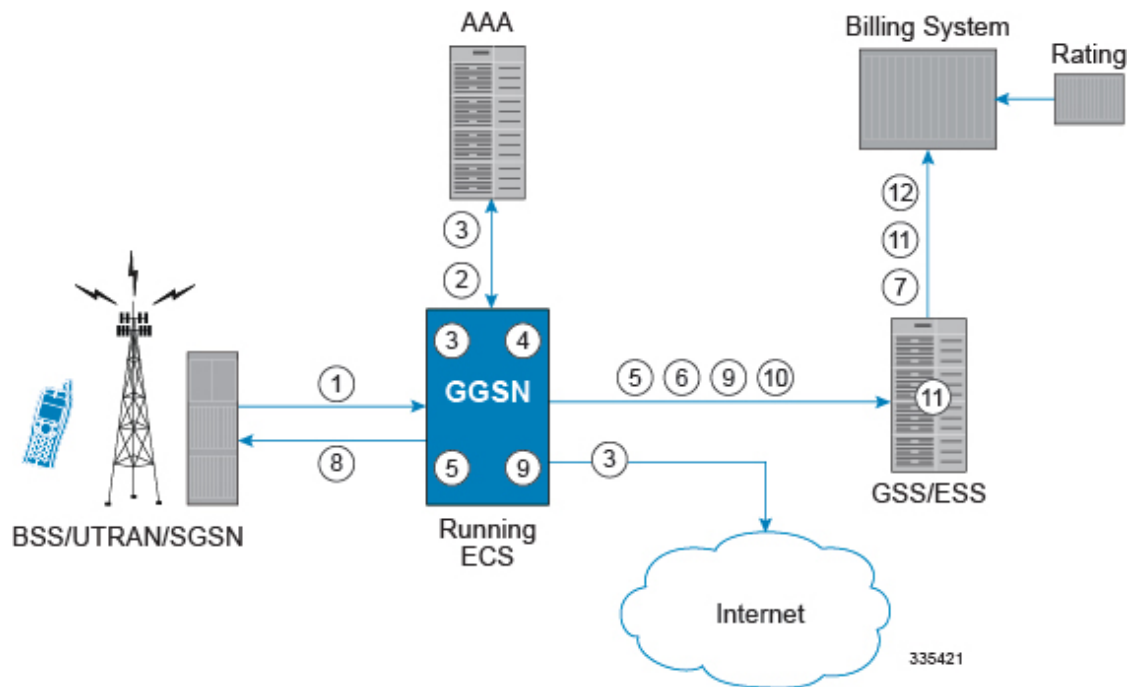 AAA
Billing System
Rating
12
11
7
3
2
3
4
GGSN
5
9
1
8
5 6 9 10
3
11
GSS/ESS
BSS/UTRAN/SGSN
Running
ECS
Internet
335421